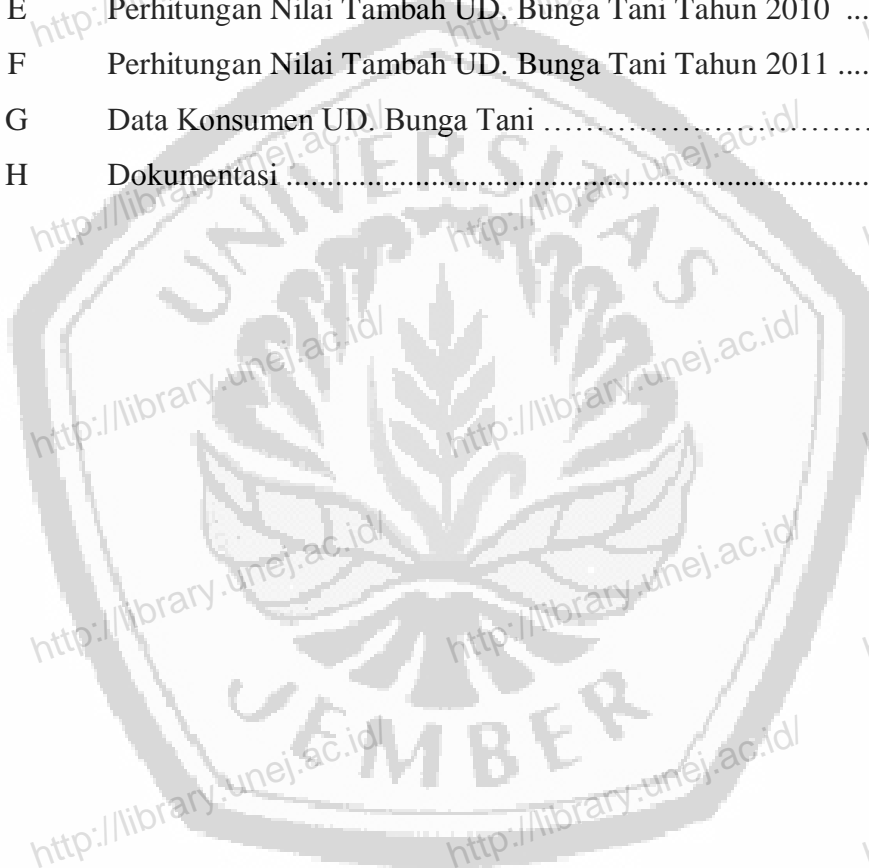 E Perhitungan Nilai Tambah UD. Bunga Tani Tahun 2010 ...
F Perhitungan Nilai Tambah UD. Bunga Tani Tahun 2011 ....
G Data Konsumen UD. Bunga Tani ……………………………
H Dokumentasi ..........................................................................
UNIVERSITAS
JEMBER
http://library.unej.ac.id/
http://library.unej.ac.id/
http://library.unej.ac.id/
http://library.unej.ac.id/
http://library.unej.ac.id/
http://library.unej.ac.id/
http://library.unej.ac.id/
http://library.unej.ac.id/